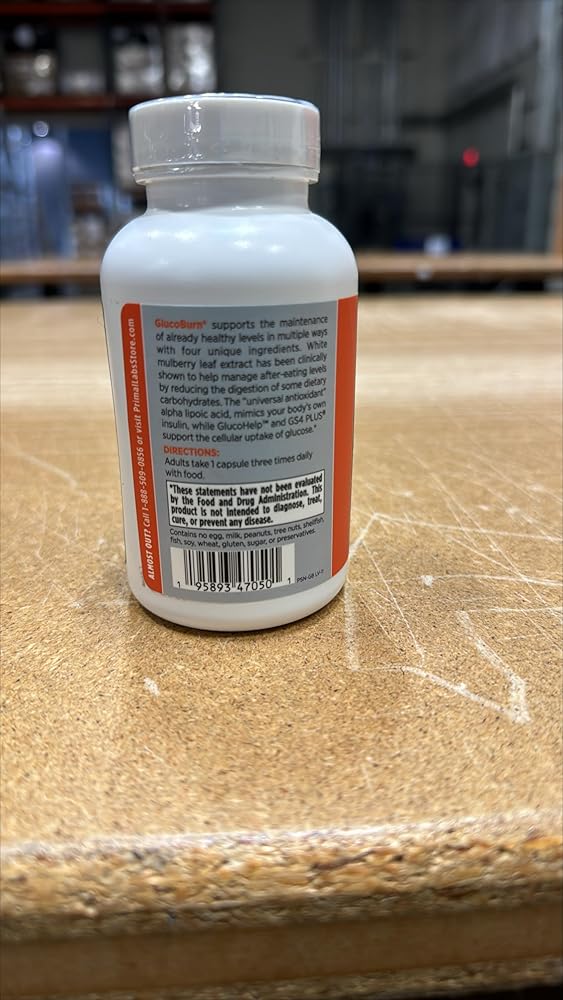 GlucoBurn® supports the maintenance
of already healthy levels in multiple ways
with four unique ingredients. White
mulberry leaf extract has been clinically
shown to help manage after-eating levels
by reducing the digestion of some dietary
carbohydrates. The "universal antioxidant"
alpha lipoic acid, mimics your body's own
insulin, while GlucoHelp™ and GS4 PLUS®
support the cellular uptake of glucose.*
DIRECTIONS:
Adults take 1 capsule three times daily
with food.
*These statements have not been evaluated
by the Food and Drug Administration. This
product is not intended to diagnose, treat,
cure, or prevent any disease.
Contains no egg, milk, peanuts, tree nuts, shellfish,
fish, soy, wheat, gluten, sugar, or preservatives.
1 95893 47050 1
ALMOST OUT? Call 1-888-509-0856 or visit PrimalLabsStore.com